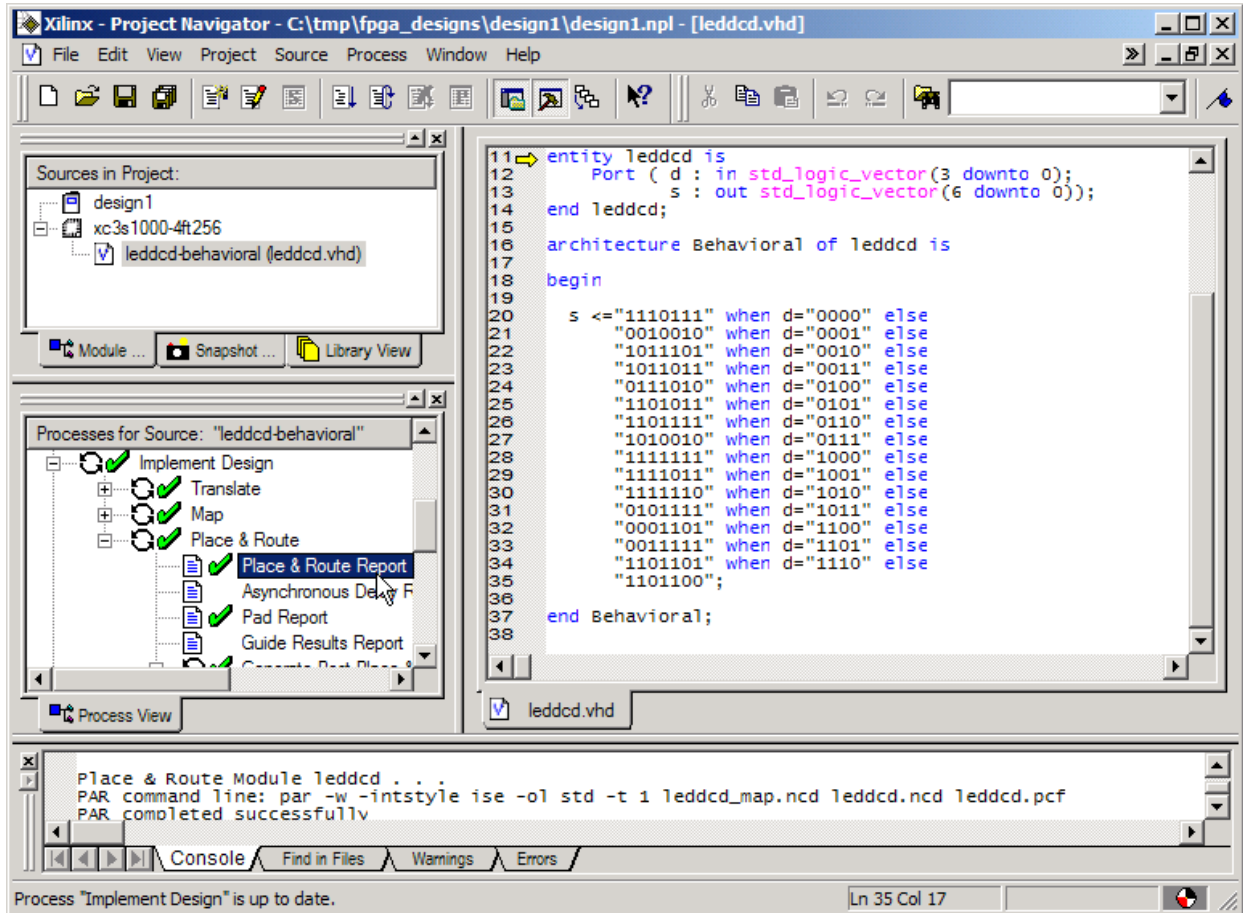 Xilinx - Project Navigator - C:\tmp\fpga_designs\design1\design1.npl - [leddcd.vhd]
File Edit View Project Source Process Window Help
Sources in Project:
design1
xc3s1000-4ft256
leddcd-behavioral (leddcd.vhd)
Module ... Snapshot ... Library View
Processes for Source: "leddcd-behavioral"
Implement Design
Translate
Map
Place & Route
Place & Route Report
Asynchronous Delay R
Pad Report
Guide Results Report
Generate Post Place &
Process View
11 entity leddcd is
12 Port ( d : in std_logic_vector(3 downto 0);
13 s : out std_logic_vector(6 downto 0));
14 end leddcd;
15
16 architecture Behavioral of leddcd is
17
18 begin
19
20 s <="1110111" when d="0000" else
21 "0010010" when d="0001" else
22 "1011101" when d="0010" else
23 "1011011" when d="0011" else
24 "0111010" when d="0100" else
25 "1101011" when d="0101" else
26 "1101111" when d="0110" else
27 "1010010" when d="0111" else
28 "1111111" when d="1000" else
29 "1111011" when d="1001" else
30 "1111110" when d="1010" else
31 "0101111" when d="1011" else
32 "0001101" when d="1100" else
33 "0011111" when d="1101" else
34 "1101101" when d="1110" else
35 "1101100";
36
37 end Behavioral;
38
leddcd.vhd
Place & Route Module leddcd . . .
PAR command line: par -w -intstyle ise -ol std -t 1 leddcd_map.ncd leddcd.ncd leddcd.pcf
PAR completed successfully
Console Find in Files Warnings Errors
Process "Implement Design" is up to date.
Ln 35 Col 17